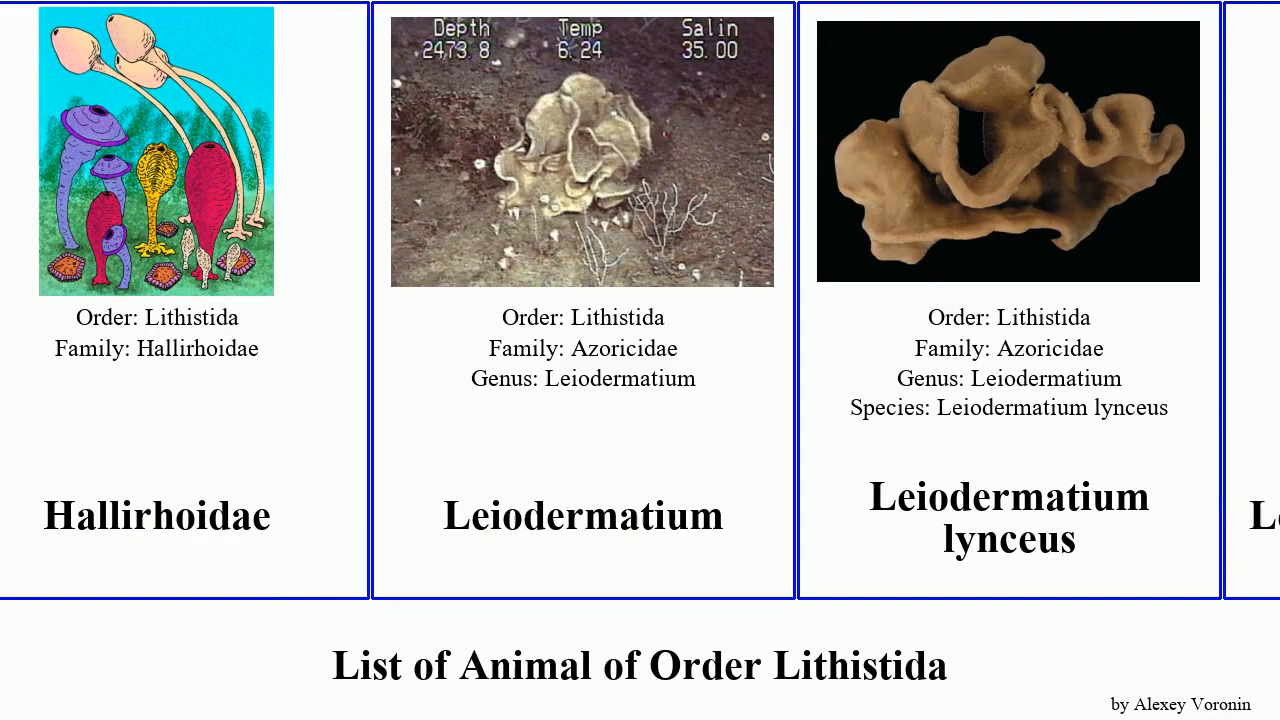 Depth Temp Salin
2473.8 6.24 35.00
Order: Lithistida
Family: Hallirhoidae
Hallirhoidae
Order: Lithistida
Family: Azoricidae
Genus: Leiodermatium
Leiodermatium
Order: Lithistida
Family: Azoricidae
Genus: Leiodermatium
Species: Leiodermatium lynceus
Leiodermatium
lynceus
List of Animal of Order Lithistida
by Alexey Voronin